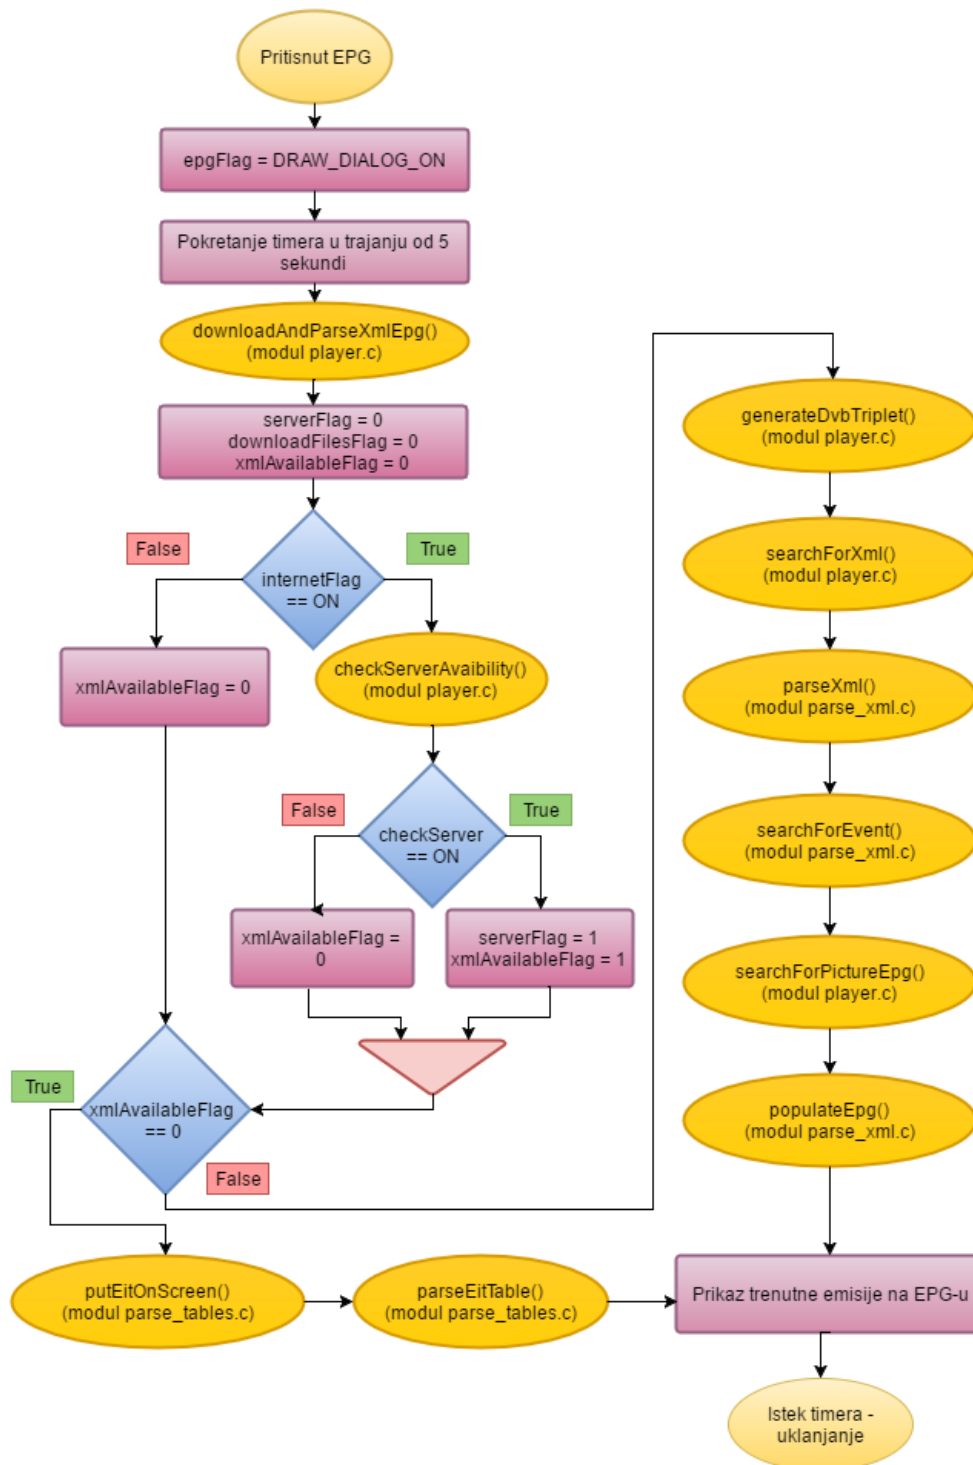 Pritisnut EPG
epgFlag = DRAW_DIALOG_ON
Pokretanje timera u trajanju od 5
sekundi
downloadAndParseXmlEpg()
(modul player.c)
serverFlag = 0
downloadFilesFlag = 0
xmlAvailableFlag = 0
False
True
internetFlag
== ON
xmlAvailableFlag = 0
checkServerAvaibility()
(modul player.c)
False
True
checkServer
== ON
xmlAvailableFlag =
0
serverFlag = 1
xmlAvailableFlag = 1
True
xmlAvailableFlag
== 0
False
putEitOnScreen()
(modul parse_tables.c)
parseEitTable()
(modul parse_tables.c)
generateDvbTriplet()
(modul player.c)
searchForXml()
(modul player.c)
parseXml()
(modul parse_xml.c)
searchForEvent()
(modul parse_xml.c)
searchForPictureEpg()
(modul player.c)
populateEpg()
(modul parse_xml.c)
Prikaz trenutne emisije na EPG-u
Istek timera -
uklanjanje